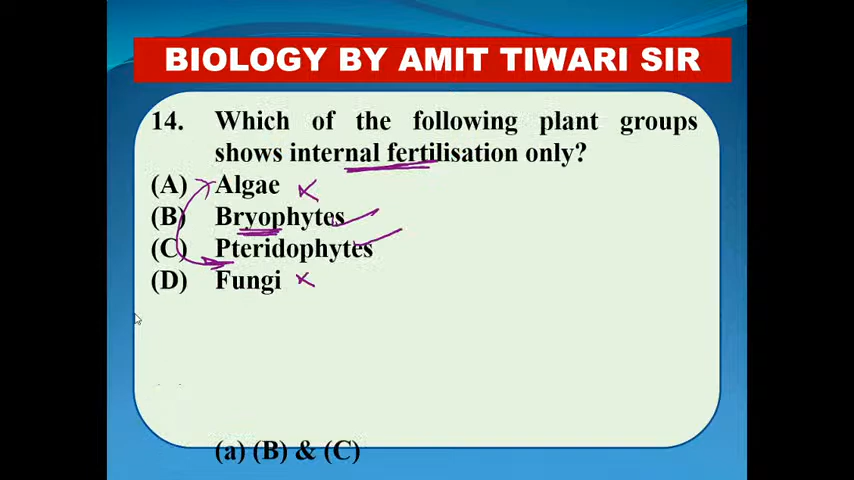 BIOLOGY BY AMIT TIWARI SIR
14. Which of the following plant groups
shows internal fertilisation only?
(A) Algae
(B) Bryophytes
(C) Pteridophytes
(D) Fungi
(a) (B) & (C)